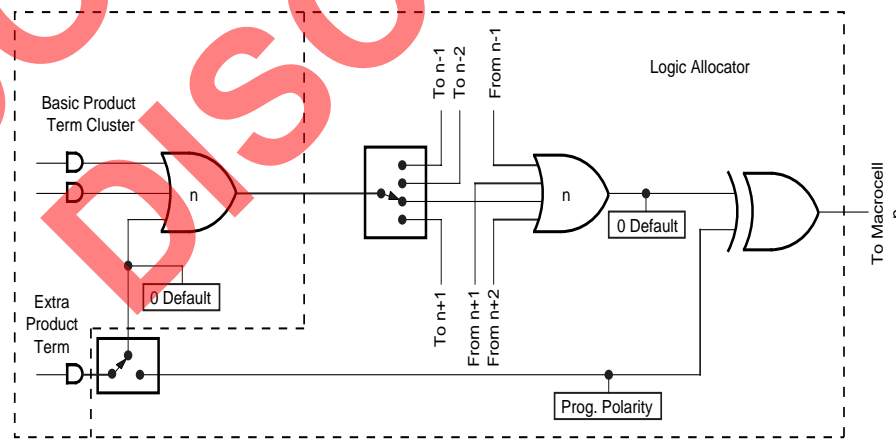 DISCO
Basic Product
Term Cluster
n
0 Default
Extra
Product
Term
To n-1
To n-2
From n-1
To n+1
From n+1
From n+2
n
Logic Allocator
0 Default
Prog. Polarity
To Macrocell